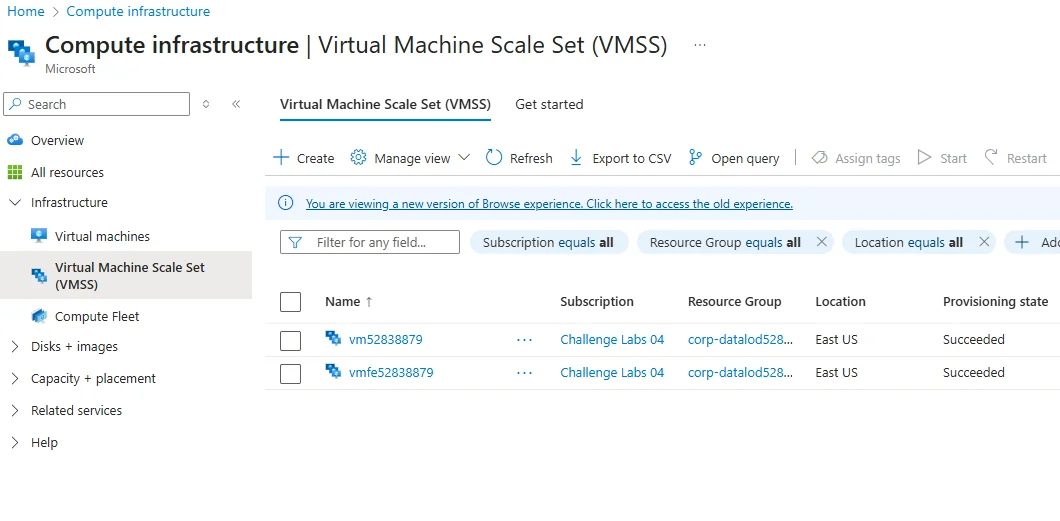 Home > Compute infrastructure >
Compute infrastructure | Virtual Machine Scale Set (VMSS) ...
Microsoft
Search
Overview
All resources
Infrastructure
Virtual machines
Virtual Machine Scale Set
(VMSS)
Compute Fleet
Disks + images
Capacity + placement
Related services
Help
Virtual Machine Scale Set (VMSS) Get started
Create Manage view Refresh Export to CSV Open query Assign tags Start Restart
You are viewing a new version of Browse experience. Click here to access the old experience.
Filter for any field... Subscription equals all Resource Group equals all Location equals all
Name ↑ Subscription Resource Group Location Provisioning state
vm52838879 ... Challenge Labs 04 corp-datalod528... East US Succeeded
vmfe52838879 ... Challenge Labs 04 corp-datalod528... East US Succeeded